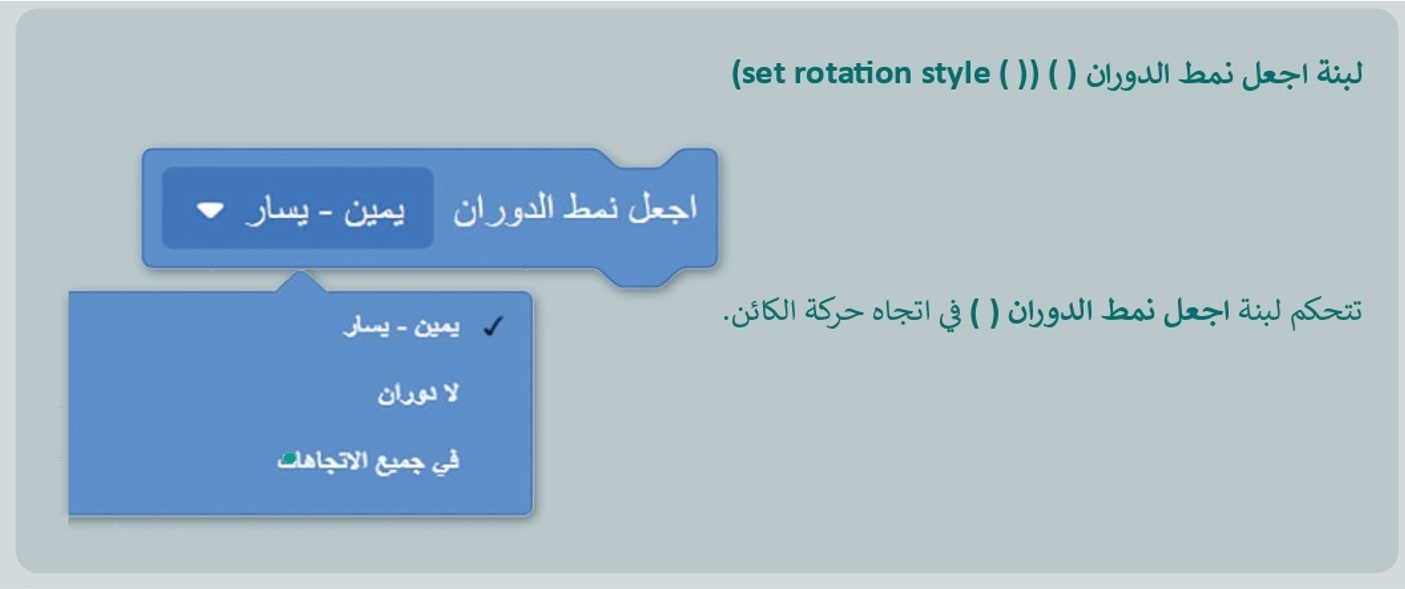 لبنة اجعل نمط الدوران ( ) (set rotation style ( ))
اجعل نمط الدوران يمين - يسار
تتحكم لبنة اجعل نمط الدوران ( ) في اتجاه حركة الكائن.
✓ يمين - يسار
لا دوران
في جميع الاتجاهات